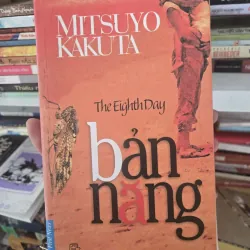 MITSUYO
KAKUTA
The Eighth Day
bản
năng